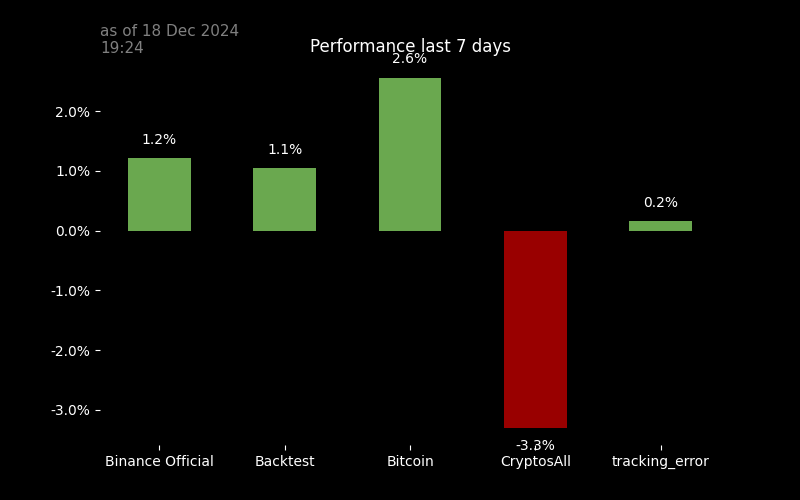 as of 18 Dec 2024
19:24
Performance last 7 days
2.6%
2.0%
1.2%
1.1%
1.0%
0.2%
0.0%
-1.0%
-2.0%
-3.0%
-3.3%
Binance Official
Backtest
Bitcoin
CryptosAll
tracking_error